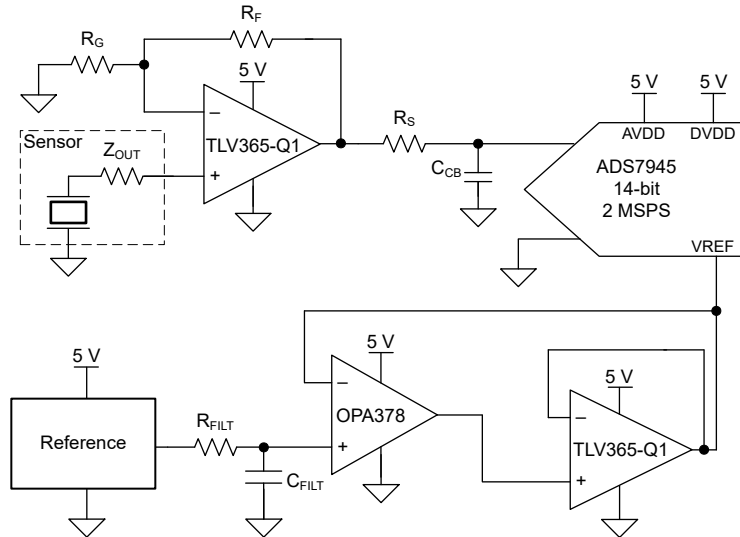 R_G
R_F
5 V
−
TLV365-Q1
+
Sensor
Z_OUT
R_S
C_CB
5 V
5 V
AVDD
DVDD
ADS7945
14-bit
2 MSPS
VREF
5 V
Reference
R_FILT
C_FILT
5 V
−
OPA378
+
5 V
−
TLV365-Q1
+